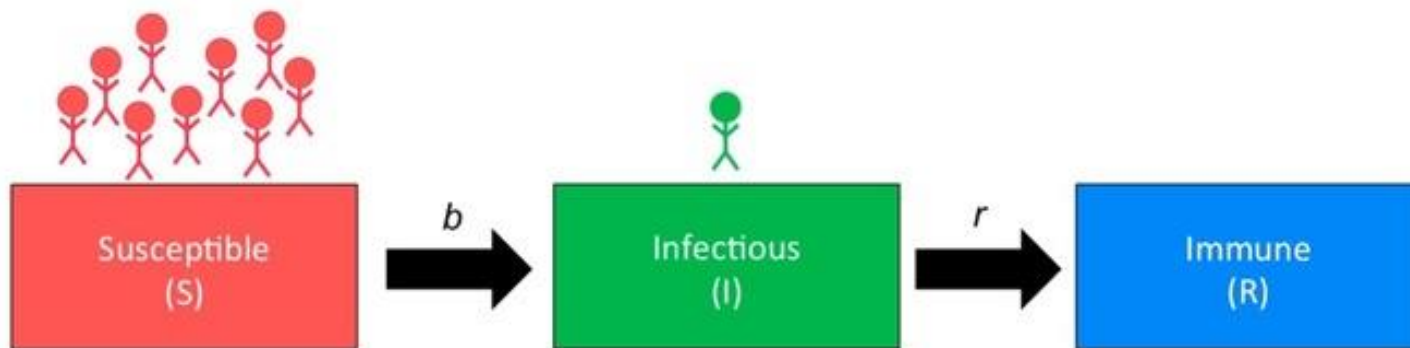 b
r
Susceptible
(S)
Infectious
(I)
Immune
(R)